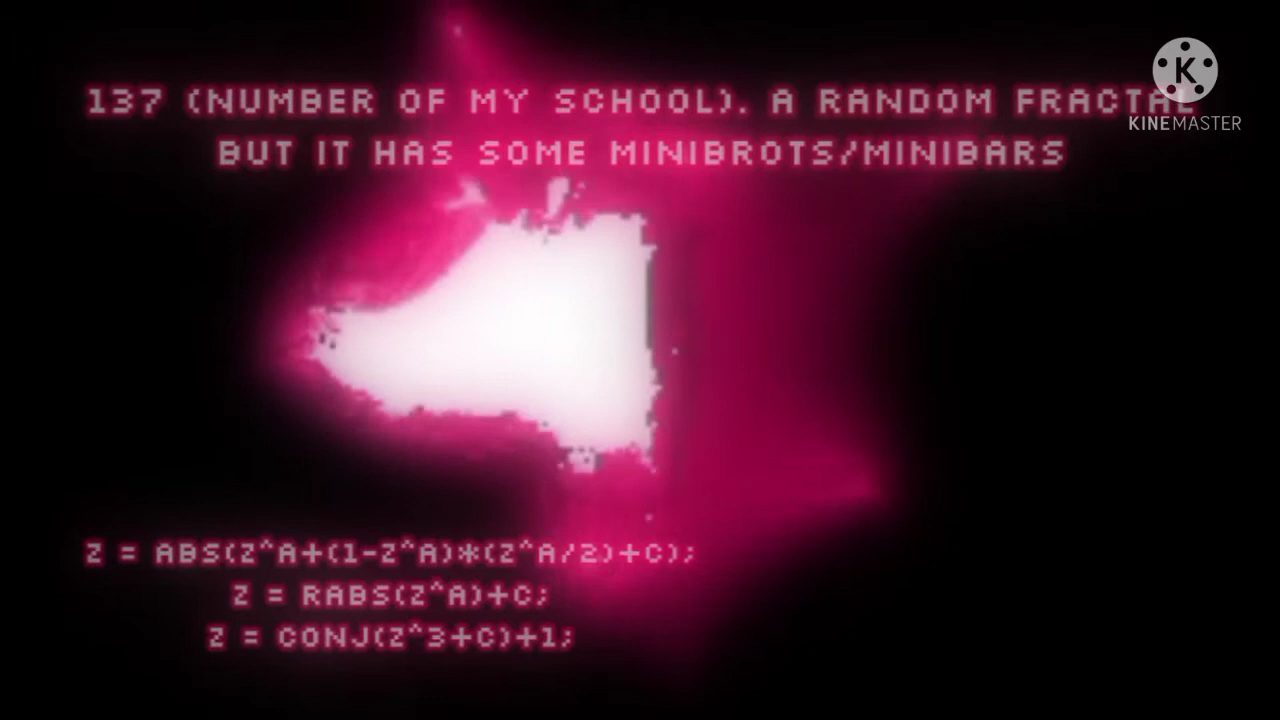 137 (NUMBER OF MY SCHOOL). A RANDOM FRACTAL
BUT IT HAS SOME MINIBROTS/MINIBARS
K
KINEMASTER
Z = ABS(Z^A+(1-Z^A)*(Z^A/2)+C);
Z = RABS(Z^A)+C;
Z = CONJ(Z^3+C)+1;